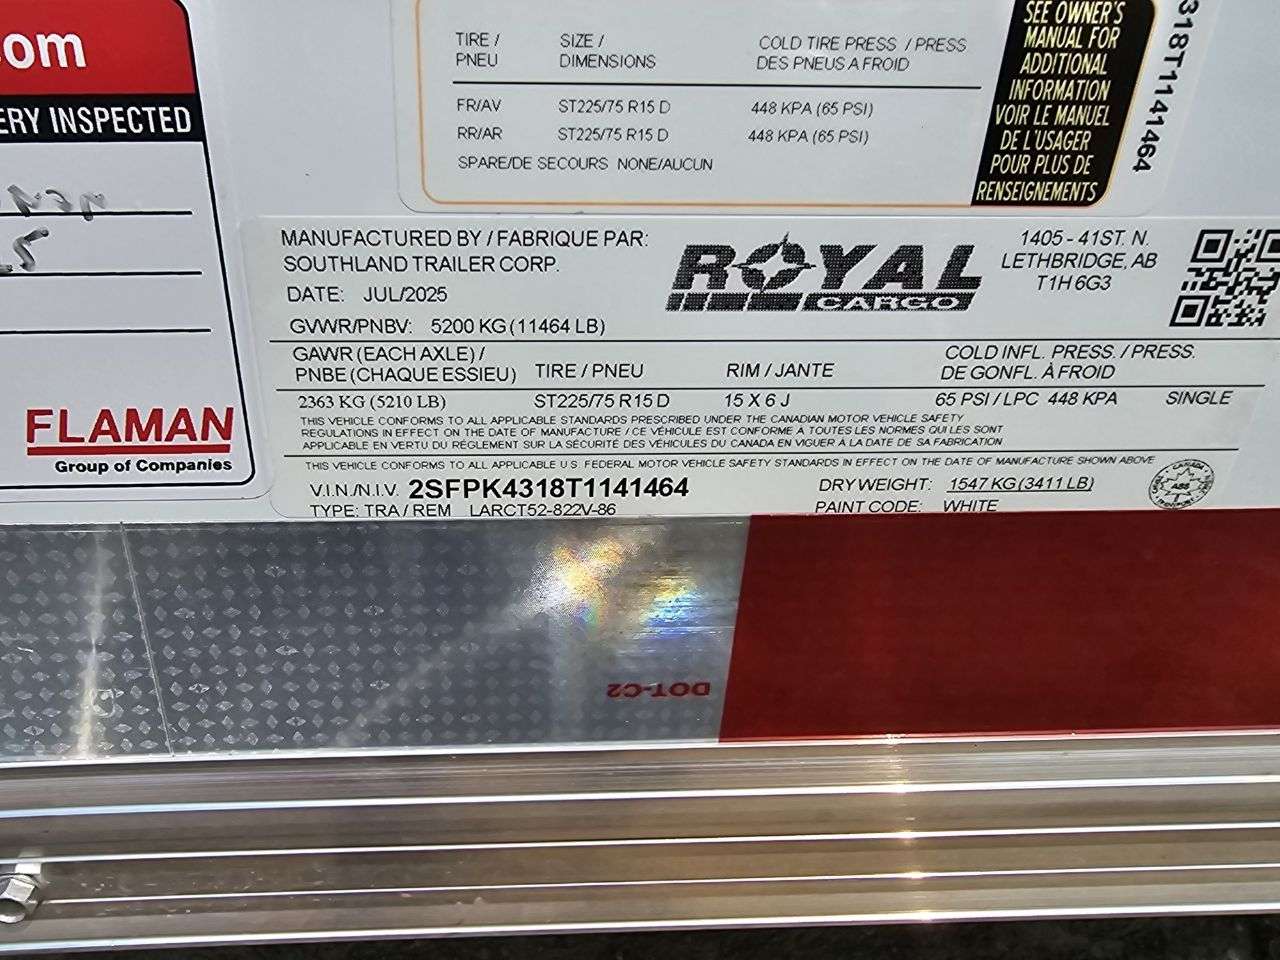 om
ERY INSPECTED
FLAMAN
Group of Companies
TIRE / SIZE / COLD TIRE PRESS / PRESS
PNEU DIMENSIONS DES PNEUS A FROID
FR/AV ST225/75 R15 D 448 KPA (65 PSI)
RR/AR ST225/75 R15 D 448 KPA (65 PSI)
SPARE/DE SECOURS NONE/AUCUN
SEE OWNER'S
MANUAL FOR
ADDITIONAL
INFORMATION
VOIR LE MANUEL
DE L'USAGER
POUR PLUS DE
RENSEIGNEMENTS
318T1141464
MANUFACTURED BY / FABRIQUE PAR:
SOUTHLAND TRAILER CORP.
DATE: JUL/2025
GVWR/PNBV: 5200 KG (11464 LB)
ROYAL
CARGO
1405 - 41ST. N.
LETHBRIDGE, AB
T1H 6G3
GAWR (EACH AXLE) / COLD INFL. PRESS. / PRESS.
PNBE (CHAQUE ESSIEU) TIRE / PNEU RIM / JANTE DE GONFL. À FROID
2363 KG (5210 LB) ST225/75 R15 D 15 X 6 J 65 PSI / LPC 448 KPA SINGLE
THIS VEHICLE CONFORMS TO ALL APPLICABLE STANDARDS PRESCRIBED UNDER THE CANADIAN MOTOR VEHICLE SAFETY
REGULATIONS IN EFFECT ON THE DATE OF MANUFACTURE / CE VÉHICULE EST CONFORME À TOUTES LES NORMES QUI LES SONT
APPLICABLE EN VERTU DU RÉGLEMENT SUR LA SÉCURITÉ DES VÉHICULES DU CANADA EN VIGUER À LA DATE DE SA FABRICATION
THIS VEHICLE CONFORMS TO ALL APPLICABLE U.S. FEDERAL MOTOR VEHICLE SAFETY STANDARDS IN EFFECT ON THE DATE OF MANUFACTURE SHOWN ABOVE
V.I.N./N.I.V. 2SFPK4318T1141464 DRY WEIGHT: 1547 KG (3411 LB)
TYPE: TRA / REM LARCT52-822V-86 PAINT CODE: WHITE
CANADA
DOT-C2